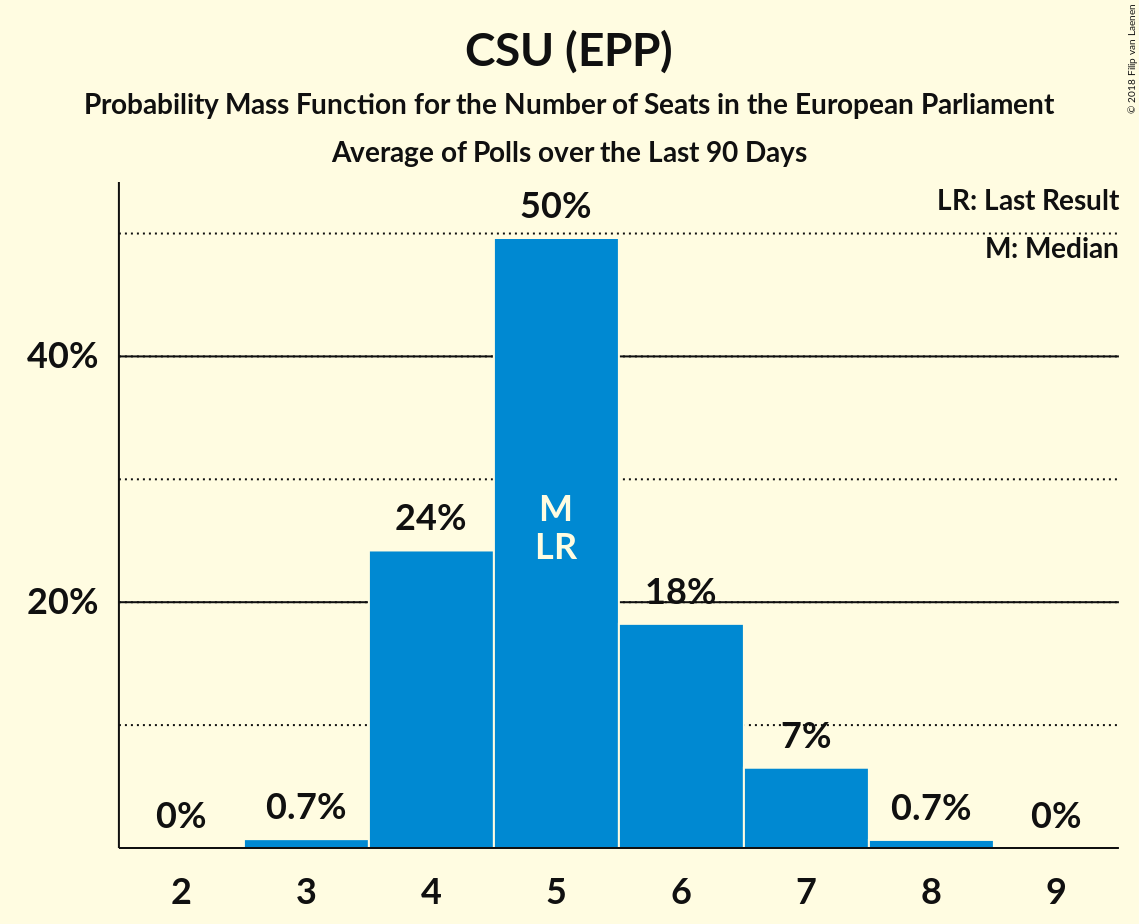 CSU (EPP)
Probability Mass Function for the Number of Seats in the European Parliament
Average of Polls over the Last 90 Days
© 2018 Filip van Laenen
LR: Last Result
M: Median
50%
40%
24%
M
LR
20%
18%
7%
0%
0.7%
0.7%
0%
2 3 4 5 6 7 8 9